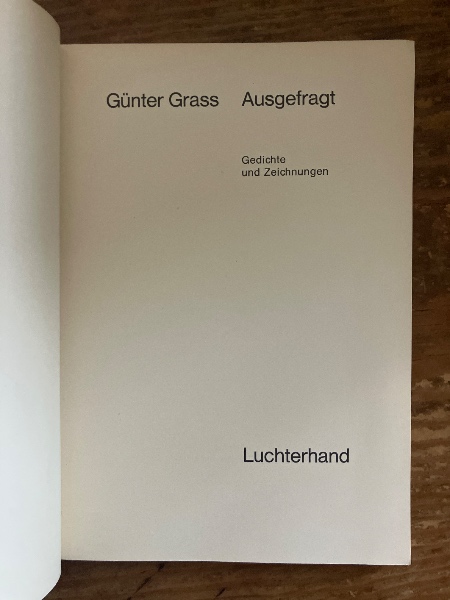 Günter Grass Ausgefragt
Gedichte
und Zeichnungen
Luchterhand